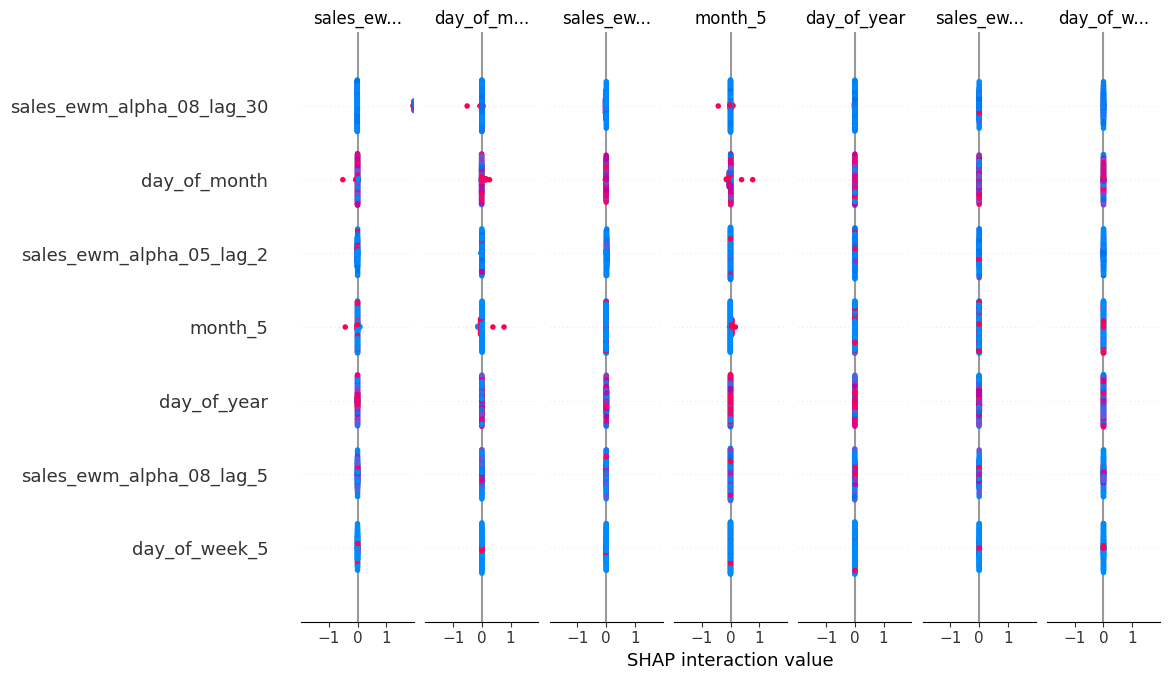 sales_ew... day_of_m... sales_ew... month_5 day_of_year sales_ew... day_of_w...
sales_ewm_alpha_08_lag_30
day_of_month
sales_ewm_alpha_05_lag_2
month_5
day_of_year
sales_ewm_alpha_08_lag_5
day_of_week_5
−1 0 1 −1 0 1 −1 0 1 −1 0 1 −1 0 1 −1 0 1 −1 0 1
SHAP interaction value